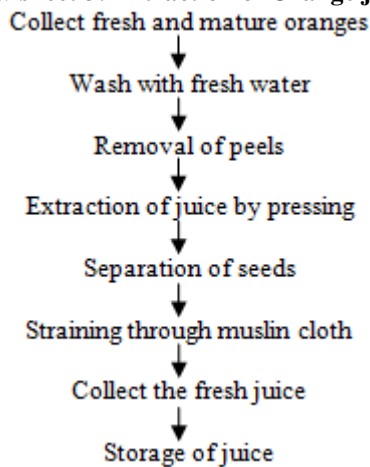 Collect fresh and mature oranges
Wash with fresh water
Removal of peels
Extraction of juice by pressing
Separation of seeds
Straining through muslin cloth
Collect the fresh juice
Storage of juice